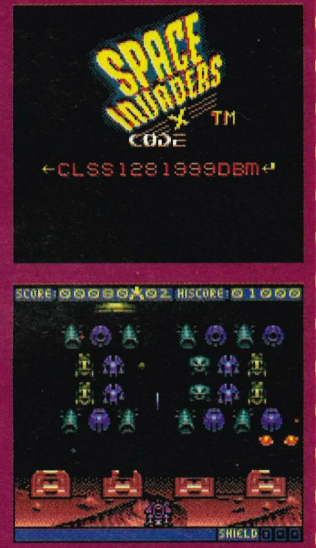 SPACE
INVADERS
X TM
CODE
←CLSS1281999DBM↵
SCORE:00080 02 HISCORE:01000
SHIELD